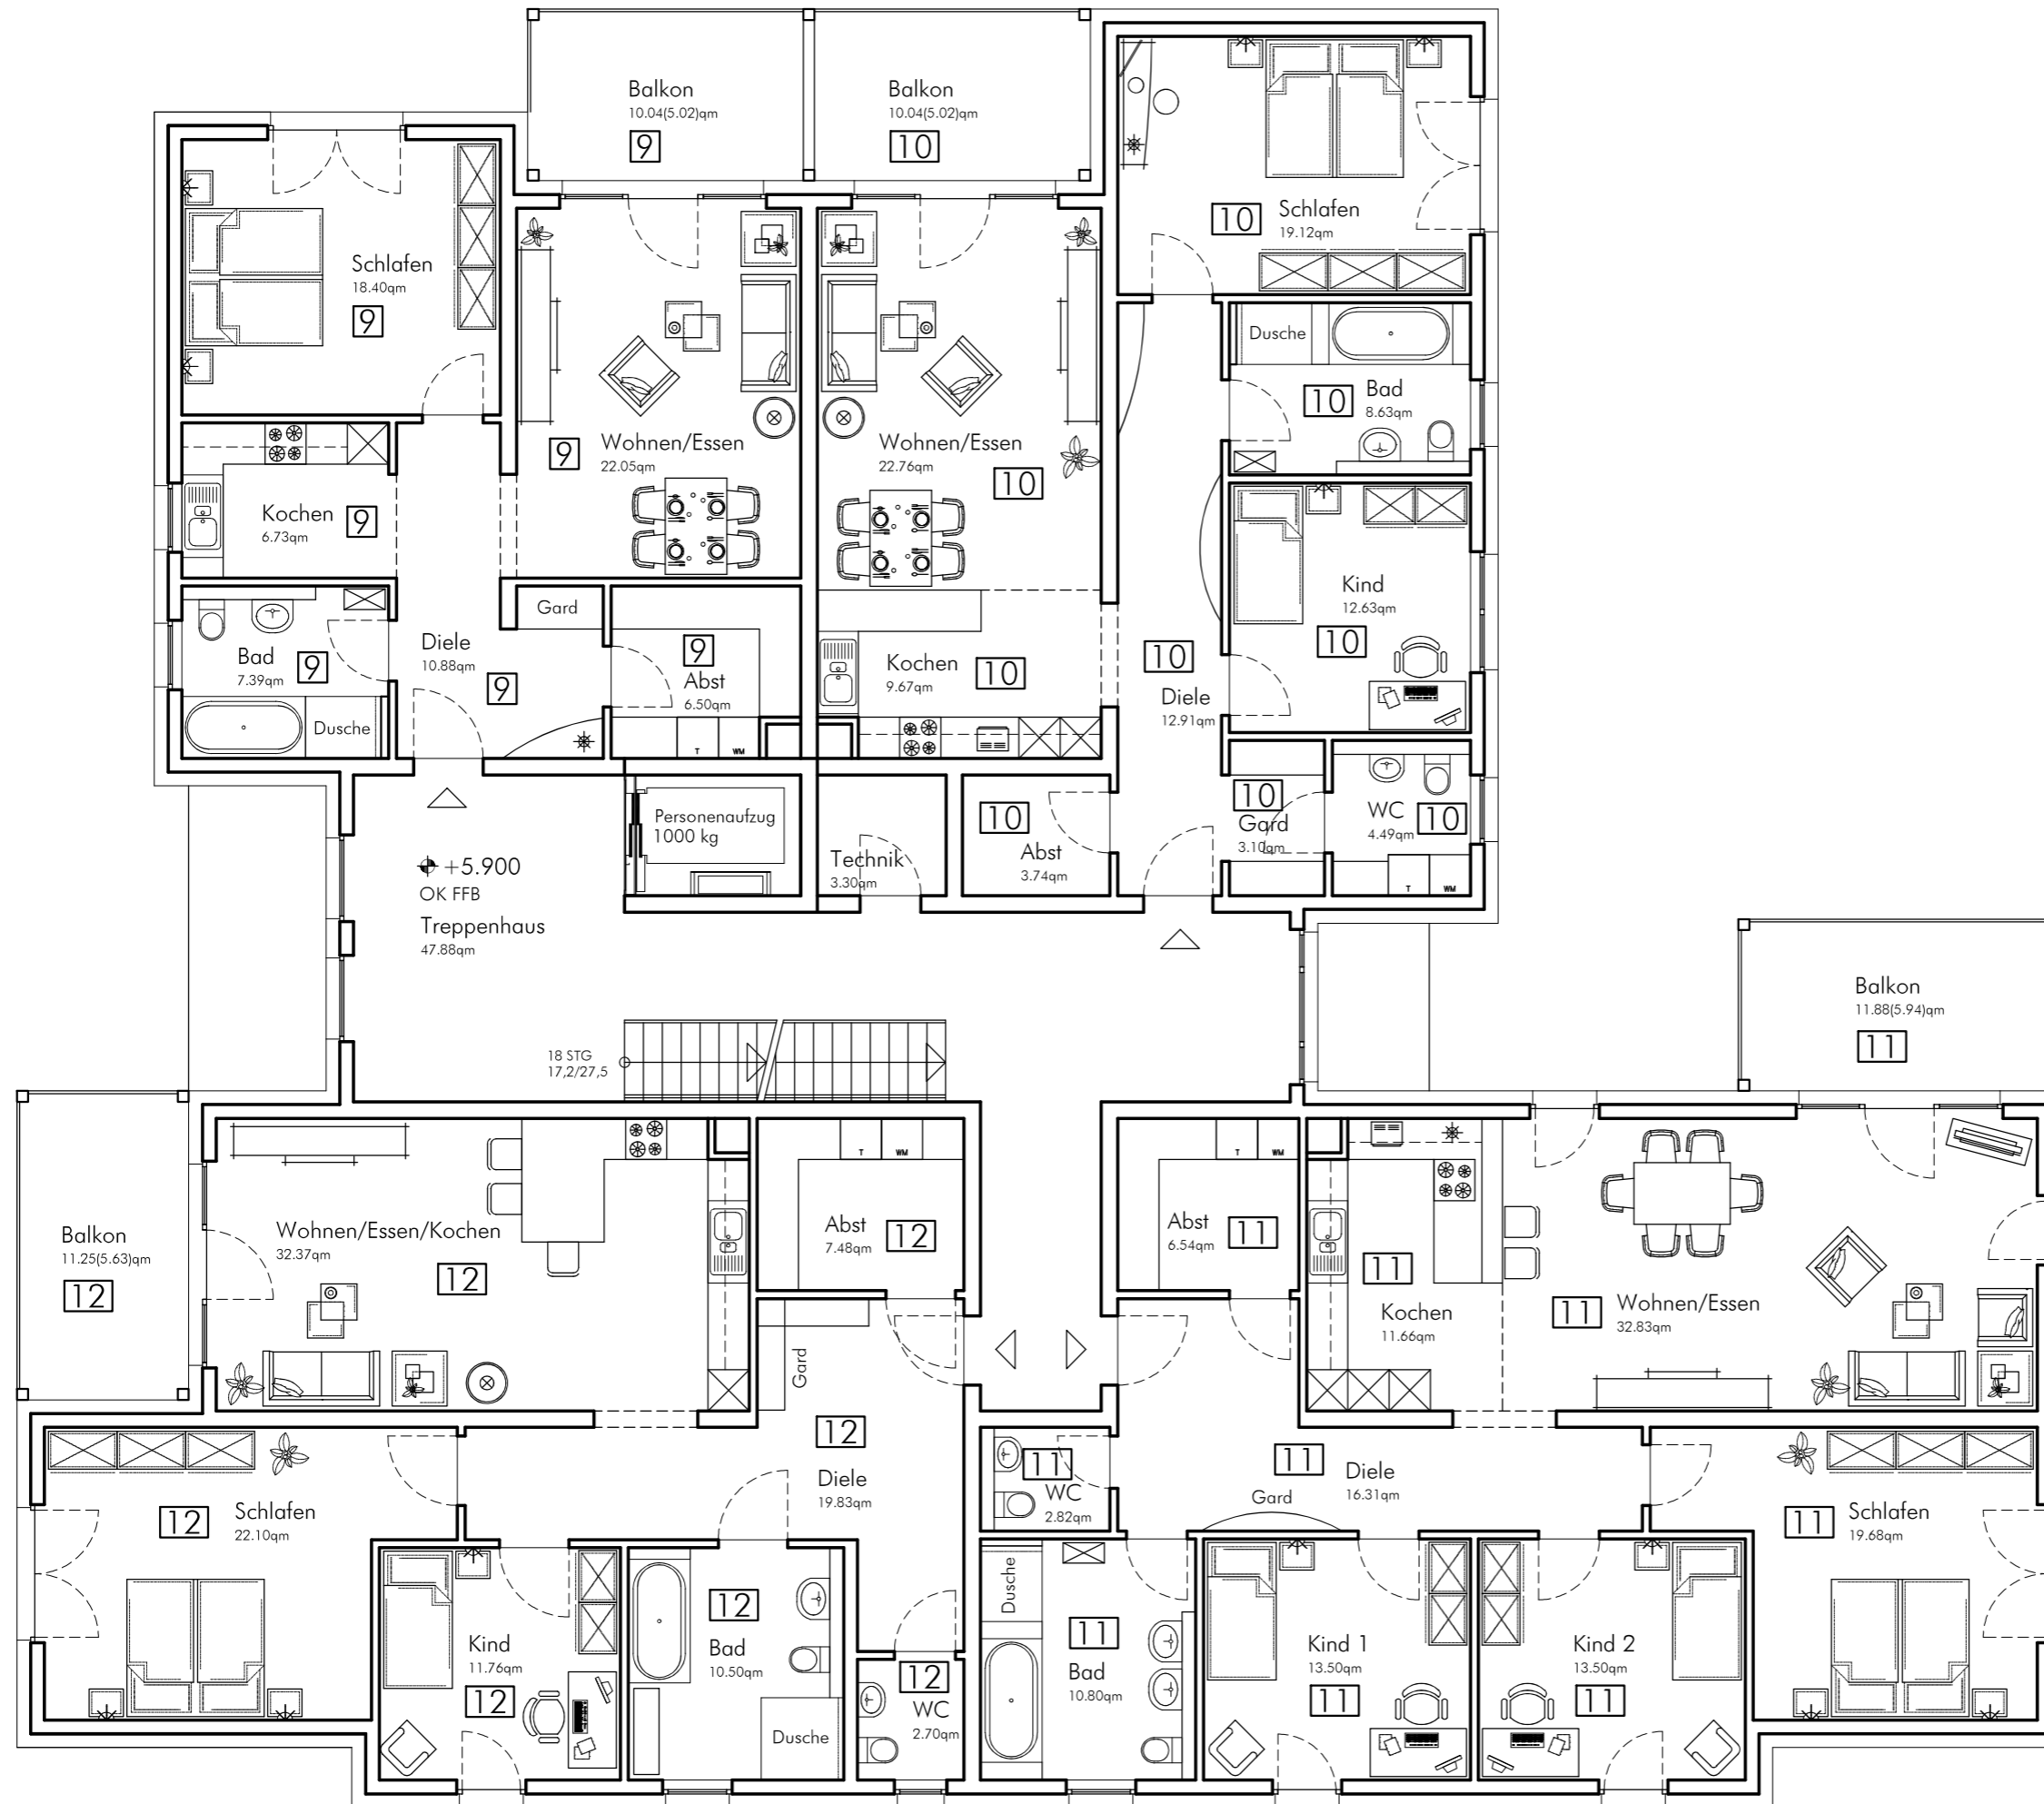 Balkon
10.04(5.02)qm
9
Balkon
10.04(5.02)qm
10
10
Schlafen
19.12qm
Schlafen
18.40qm
9
Dusche
10
Bad
8.63qm
Wohnen/Essen
22.05qm
9
Wohnen/Essen
22.76qm
10
Kochen
6.73qm
9
Kind
12.63qm
10
Gard
Diele
10.88qm
9
Bad
7.39qm
9
Dusche
9
Abst
6.50qm
T
WM
Kochen
9.67qm
10
10
Diele
12.91qm
Personenaufzug
1000 kg
Technik
3.30qm
10
Abst
3.74qm
10
Gard
3.10qm
WC
4.49qm
10
T
WM
+5.900
OK FFB
Treppenhaus
47.88qm
18 STG
17,2/27,5
Balkon
11.88(5.94)qm
11
Balkon
11.25(5.63)qm
12
Wohnen/Essen/Kochen
32.37qm
12
T
WM
Abst
7.48qm
12
T
WM
Abst
6.54qm
11
11
Kochen
11.66qm
11
Wohnen/Essen
32.83qm
Gard
12
Diele
19.83qm
11
WC
2.82qm
11
Diele
16.31qm
Gard
12
Schlafen
22.10qm
11
Schlafen
19.68qm
Kind
11.76qm
12
12
Bad
10.50qm
Dusche
12
WC
2.70qm
Dusche
11
Bad
10.80qm
Kind 1
13.50qm
11
Kind 2
13.50qm
11